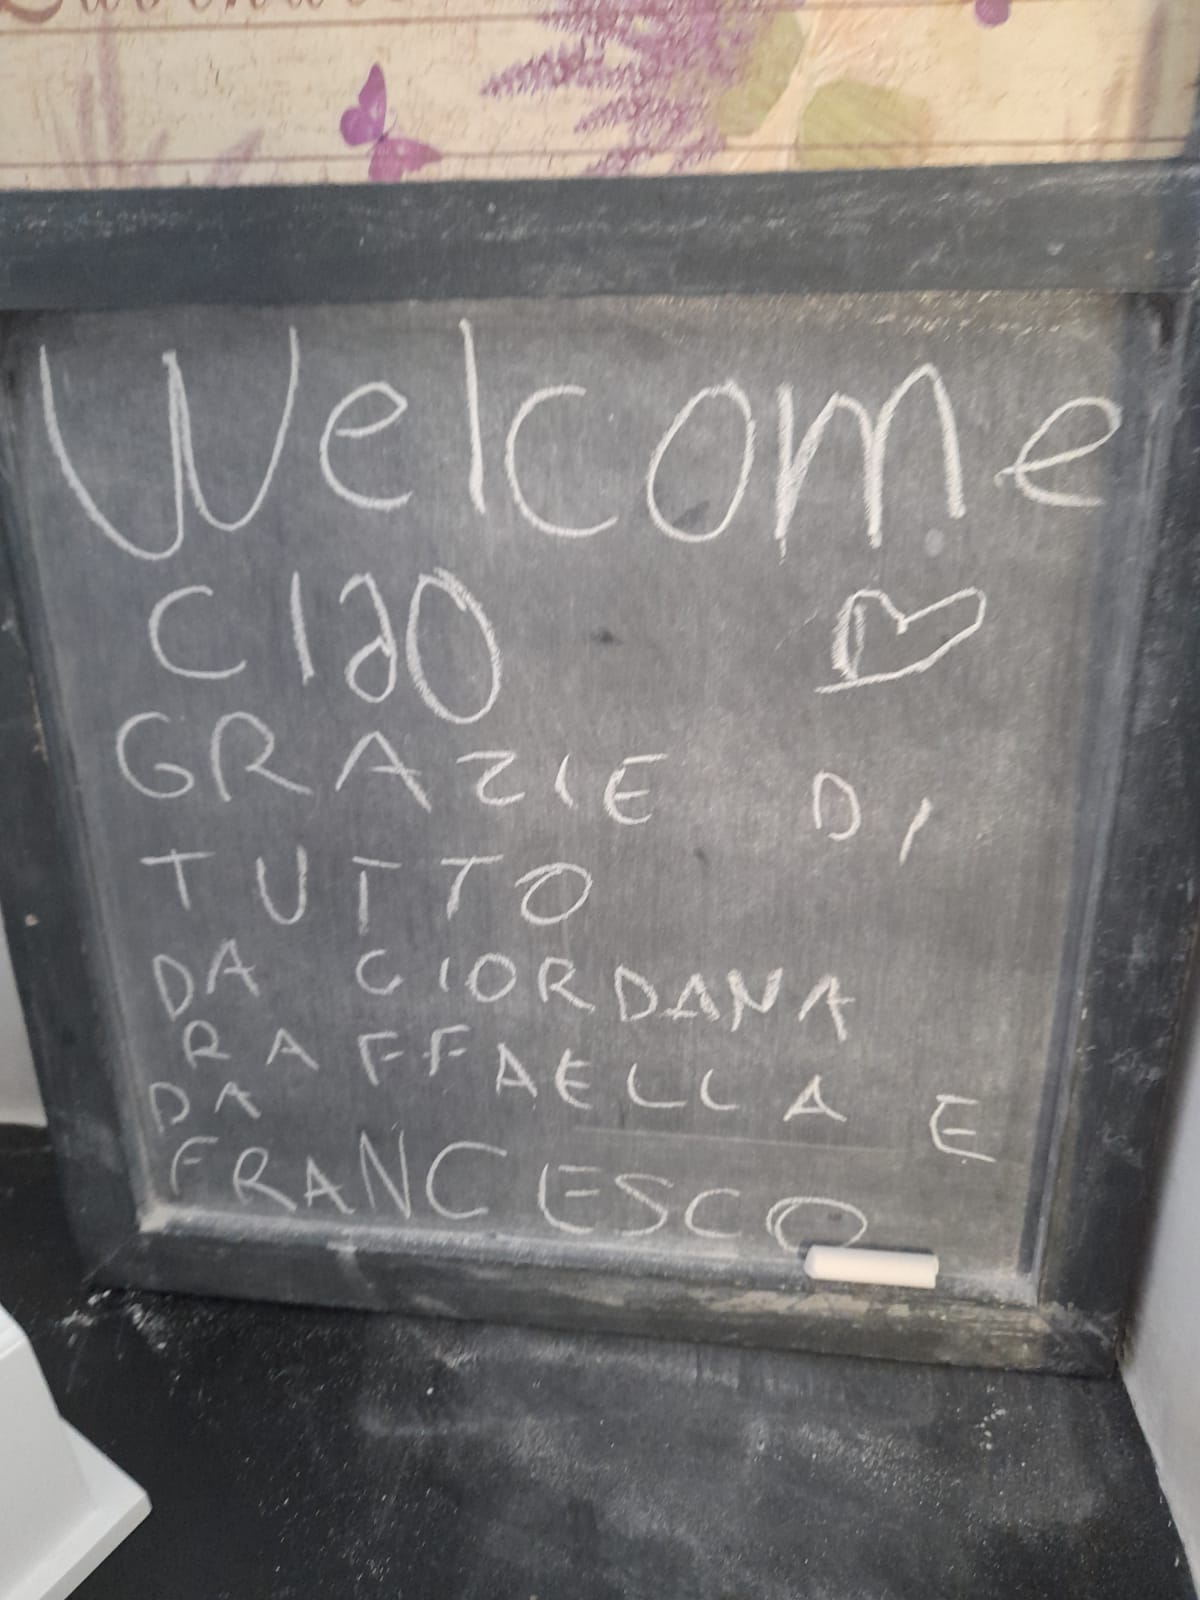 Welcome
Ciao
GRAZIE DI
TUTTO
DA GIORDANA
RAFFAELLA E
DA
FRANCESCO